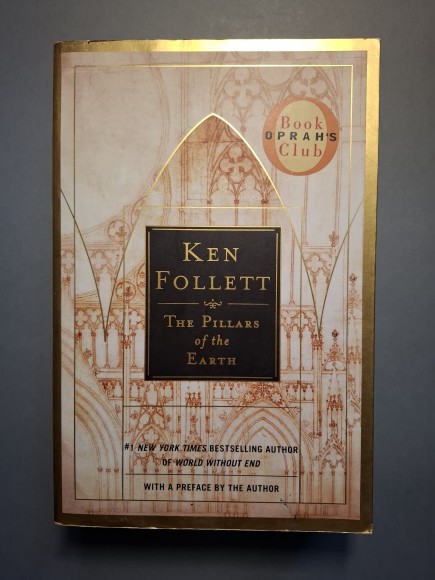 Book
OPRAH'S
Club
KEN
FOLLETT
THE PILLARS
of the
EARTH
#1 NEW YORK TIMES BESTSELLING AUTHOR
OF WORLD WITHOUT END
WITH A PREFACE BY THE AUTHOR